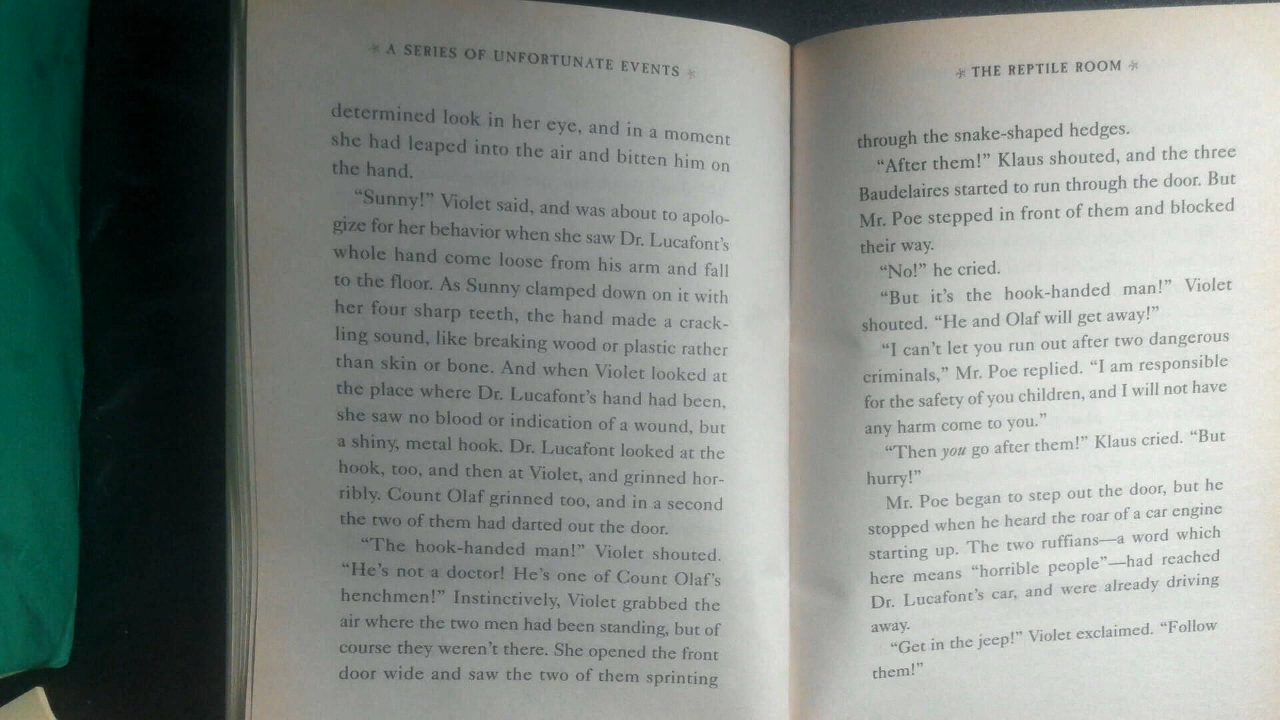 A SERIES OF UNFORTUNATE EVENTS
determined look in her eye, and in a moment
she had leaped into the air and bitten him on
the hand.
“Sunny!” Violet said, and was about to apolo-
gize for her behavior when she saw Dr. Lucafont’s
whole hand come loose from his arm and fall
to the floor. As Sunny clamped down on it with
her four sharp teeth, the hand made a crack-
ling sound, like breaking wood or plastic rather
than skin or bone. And when Violet looked at
the place where Dr. Lucafont’s hand had been,
she saw no blood or indication of a wound, but
a shiny, metal hook. Dr. Lucafont looked at the
hook, too, and then at Violet, and grinned hor-
ribly. Count Olaf grinned too, and in a second
the two of them had darted out the door.
“The hook-handed man!” Violet shouted.
“He’s not a doctor! He’s one of Count Olaf’s
henchmen!” Instinctively, Violet grabbed the
air where the two men had been standing, but of
course they weren’t there. She opened the front
door wide and saw the two of them sprinting
THE REPTILE ROOM
through the snake-shaped hedges.
“After them!” Klaus shouted, and the three
Baudelaires started to run through the door. But
Mr. Poe stepped in front of them and blocked
their way.
“No!” he cried.
“But it’s the hook-handed man!” Violet
shouted. “He and Olaf will get away!”
“I can’t let you run out after two dangerous
criminals,” Mr. Poe replied. “I am responsible
for the safety of you children, and I will not have
any harm come to you.”
“Then you go after them!” Klaus cried. “But
hurry!”
Mr. Poe began to step out the door, but he
stopped when he heard the roar of a car engine
starting up. The two ruffians—a word which
here means “horrible people”—had reached
Dr. Lucafont’s car, and were already driving
away.
“Get in the jeep!” Violet exclaimed. “Follow
them!”